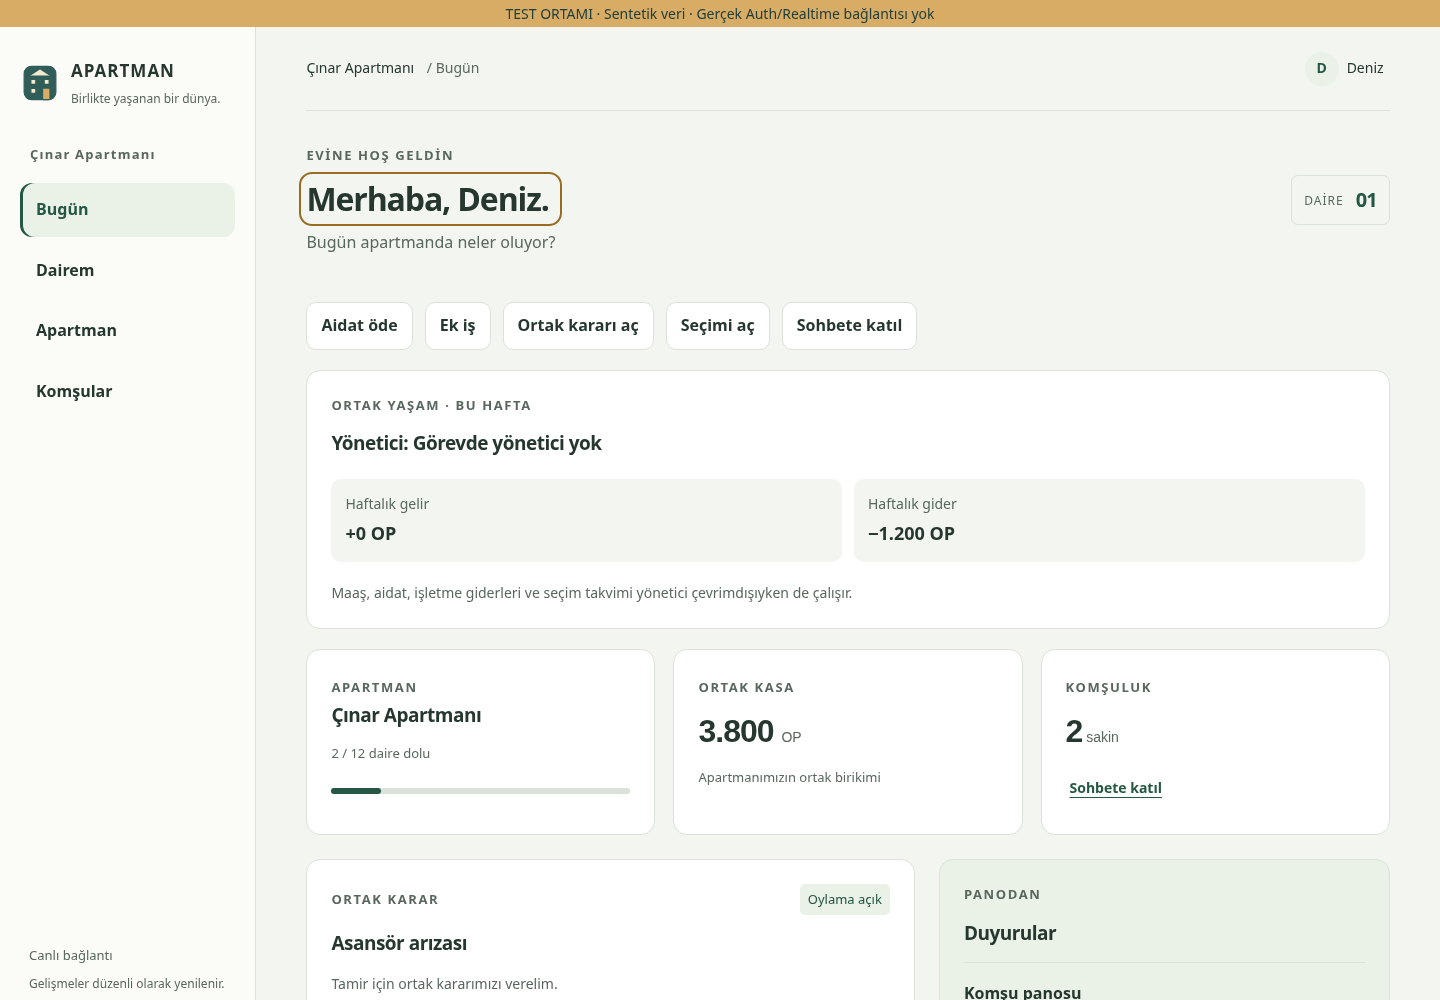 TEST ORTAMI · Sentetik veri · Gerçek Auth/Realtime bağlantısı yok
APARTMAN
Birlikte yaşanan bir dünya.
Çınar Apartmanı
Bugün
Dairem
Apartman
Komşular
Canlı bağlantı
Gelişmeler düzenli olarak yenilenir.
Çınar Apartmanı / Bugün
D Deniz
EVİNE HOŞ GELDİN
Merhaba, Deniz.
Bugün apartmanda neler oluyor?
DAİRE 01
Aidat öde
Ek iş
Ortak kararı aç
Seçimi aç
Sohbete katıl
ORTAK YAŞAM · BU HAFTA
Yönetici: Görevde yönetici yok
Haftalık gelir
+0 OP
Haftalık gider
−1.200 OP
Maaş, aidat, işletme giderleri ve seçim takvimi yönetici çevrimdışıyken de çalışır.
APARTMAN
Çınar Apartmanı
2 / 12 daire dolu
ORTAK KASA
3.800 OP
Apartmanımızın ortak birikimi
KOMŞULUK
2 sakin
Sohbete katıl
ORTAK KARAR
Oylama açık
Asansör arızası
Tamir için ortak kararımızı verelim.
PANODAN
Duyurular
Komşu panosu